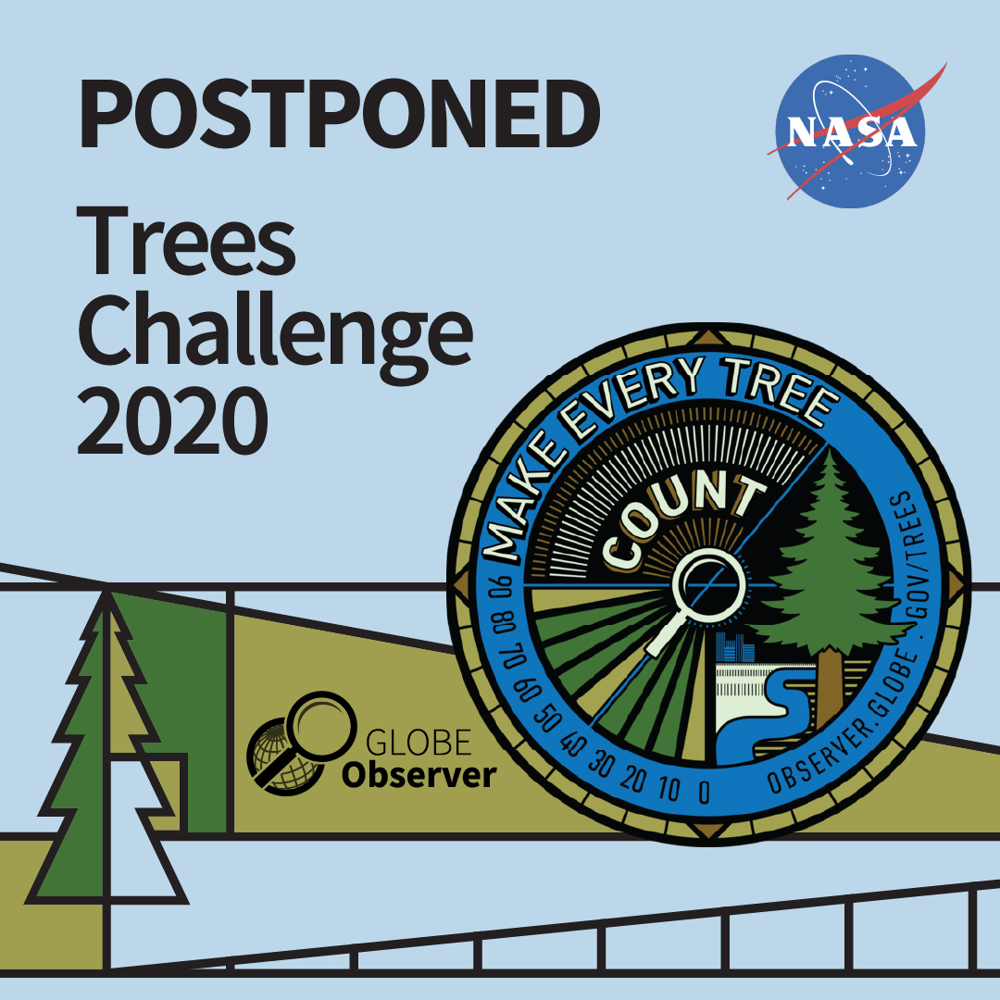 POSTPONED
NASA
Trees
Challenge
2020
MAKE EVERY TREE
COUNT
90 80 70 60 50 40 30 20 10 0
OBSERVER.GLOBE.GOV/TREES
GLOBE
Observer